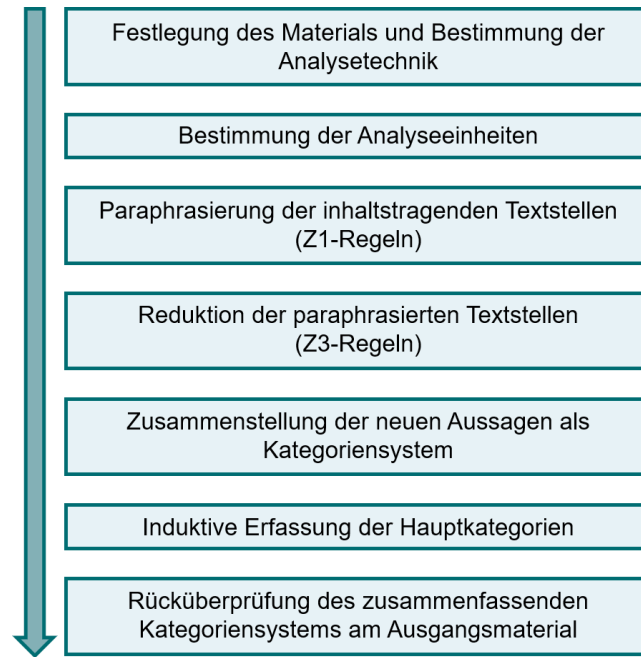 Festlegung des Materials und Bestimmung der
Analysetechnik
Bestimmung der Analyseeinheiten
Paraphrasierung der inhaltstragenden Textstellen
(Z1-Regeln)
Reduktion der paraphrasierten Textstellen
(Z3-Regeln)
Zusammenstellung der neuen Aussagen als
Kategoriensystem
Induktive Erfassung der Hauptkategorien
Rücküberprüfung des zusammenfassenden
Kategoriensystems am Ausgangsmaterial